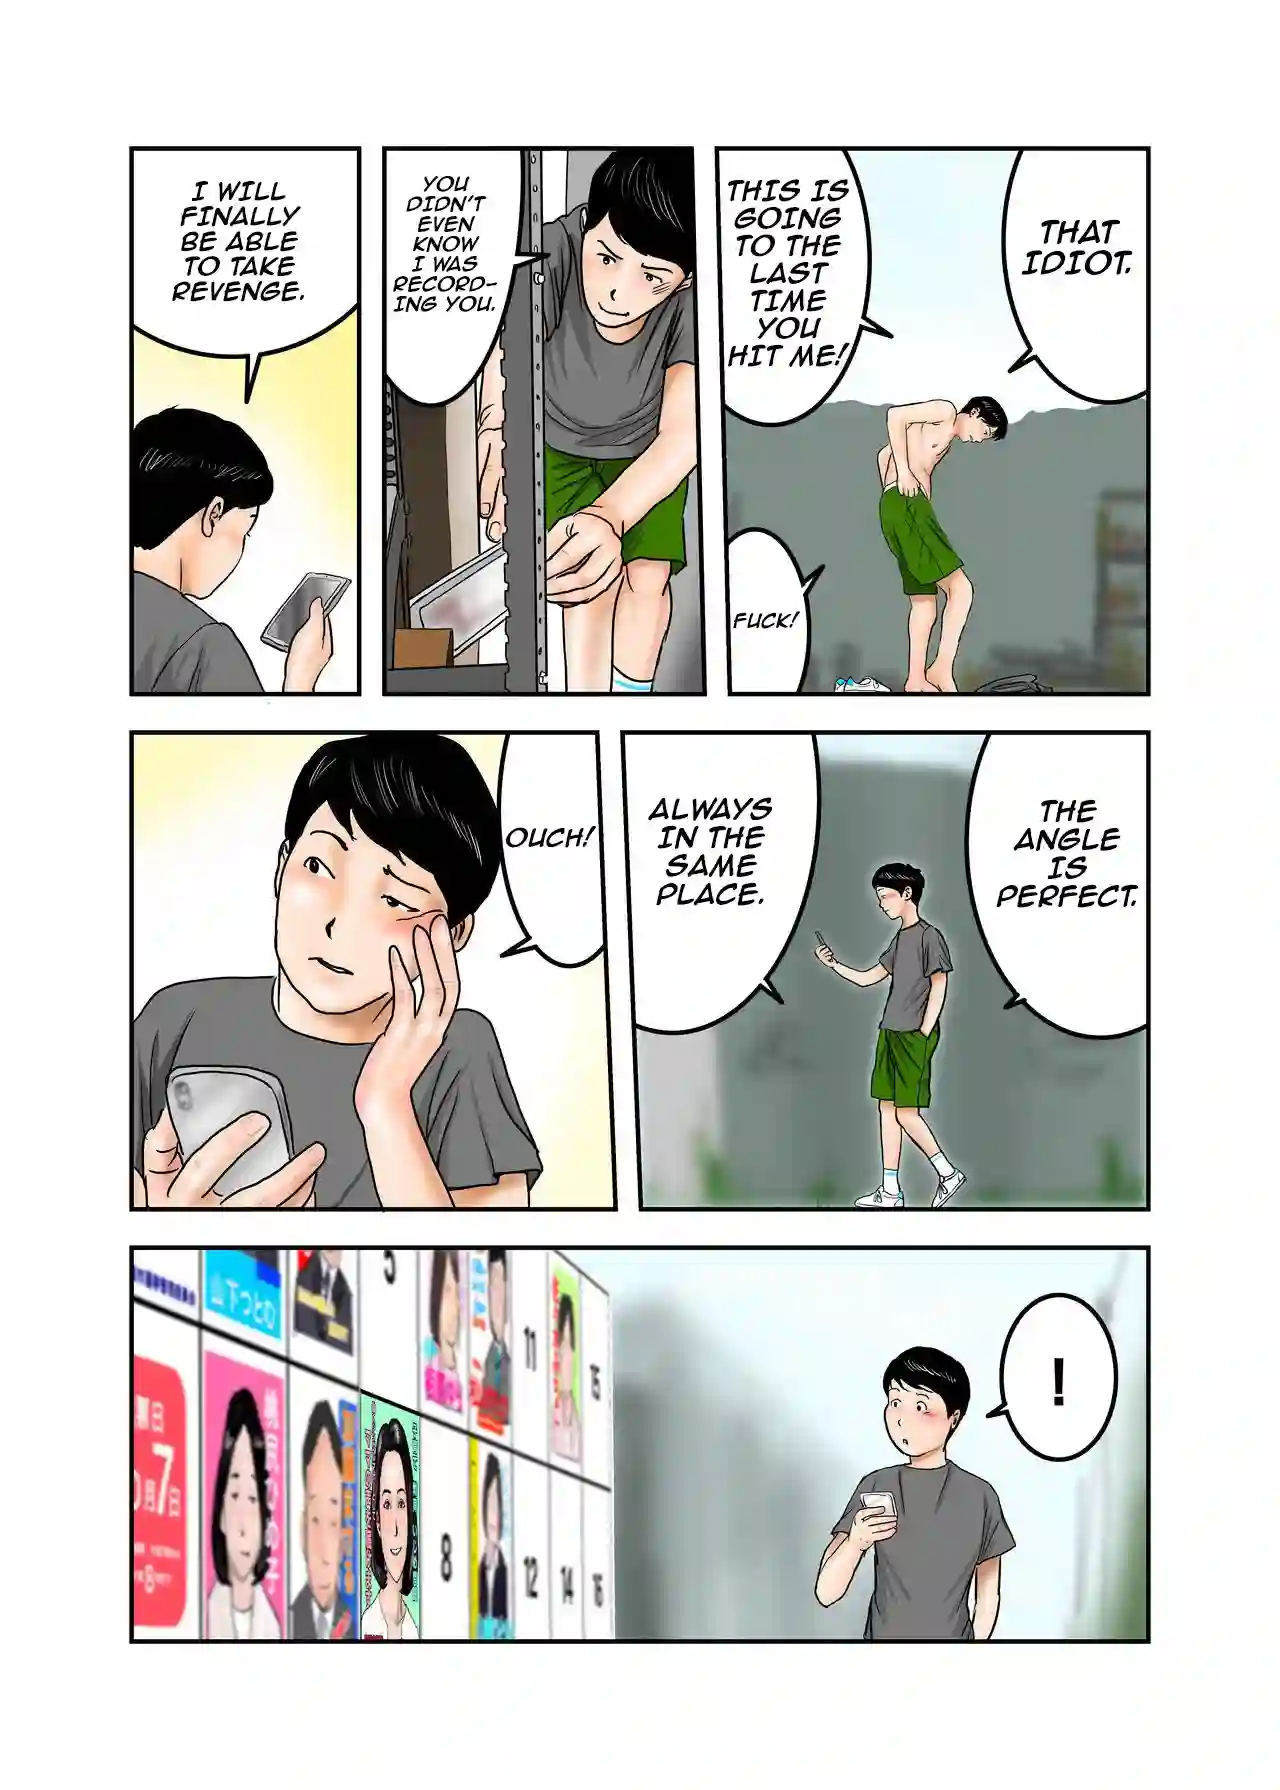 THAT
IDIOT.
THIS IS
GOING
TO THE
LAST
TIME
YOU
HIT ME!
FUCK!
YOU
DIDN'T
EVEN
KNOW
I WAS
RECORD-
ING YOU.
I WILL
FINALLY
BE ABLE
TO TAKE
REVENGE.
THE
ANGLE
IS
PERFECT.
ALWAYS
IN THE
SAME
PLACE.
OUCH!
!
山下つとむ
5
11
15
7
8
12
14
16